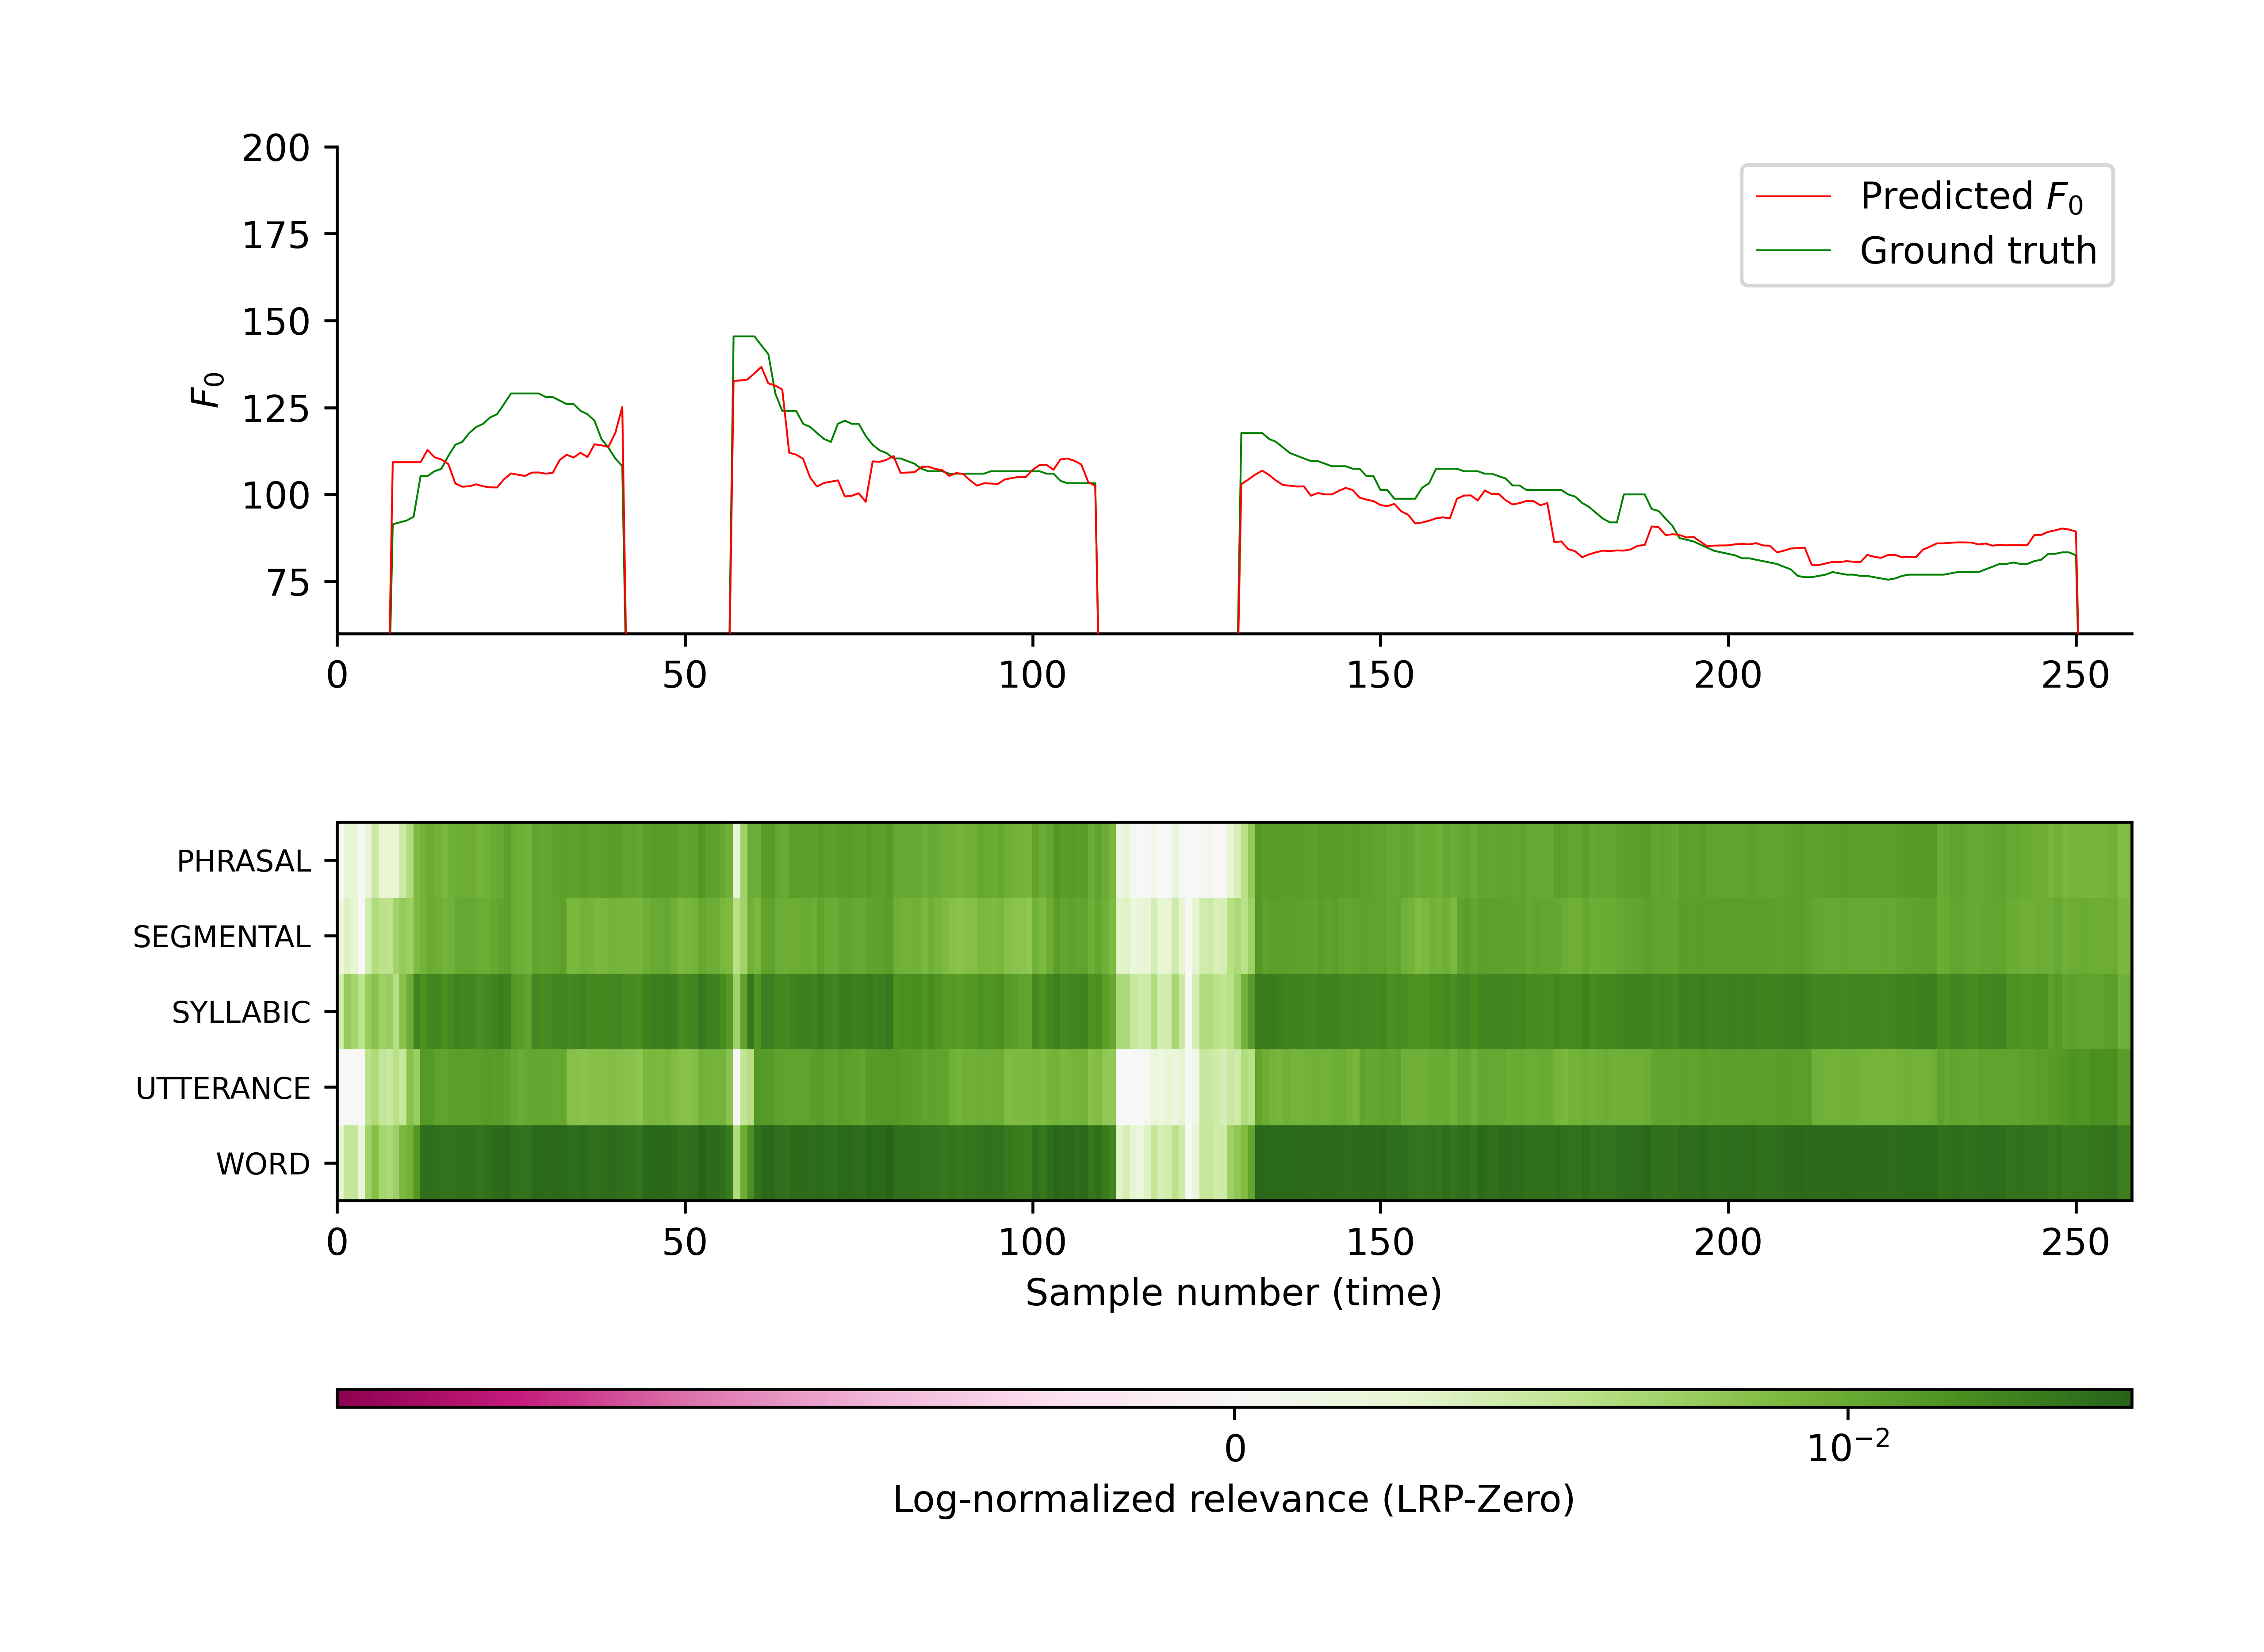 200
175
150
125
100
75
F₀
Predicted F₀
Ground truth
0 50 100 150 200 250
PHRASAL
SEGMENTAL
SYLLABIC
UTTERANCE
WORD
0 50 100 150 200 250
Sample number (time)
0 10⁻²
Log-normalized relevance (LRP-Zero)